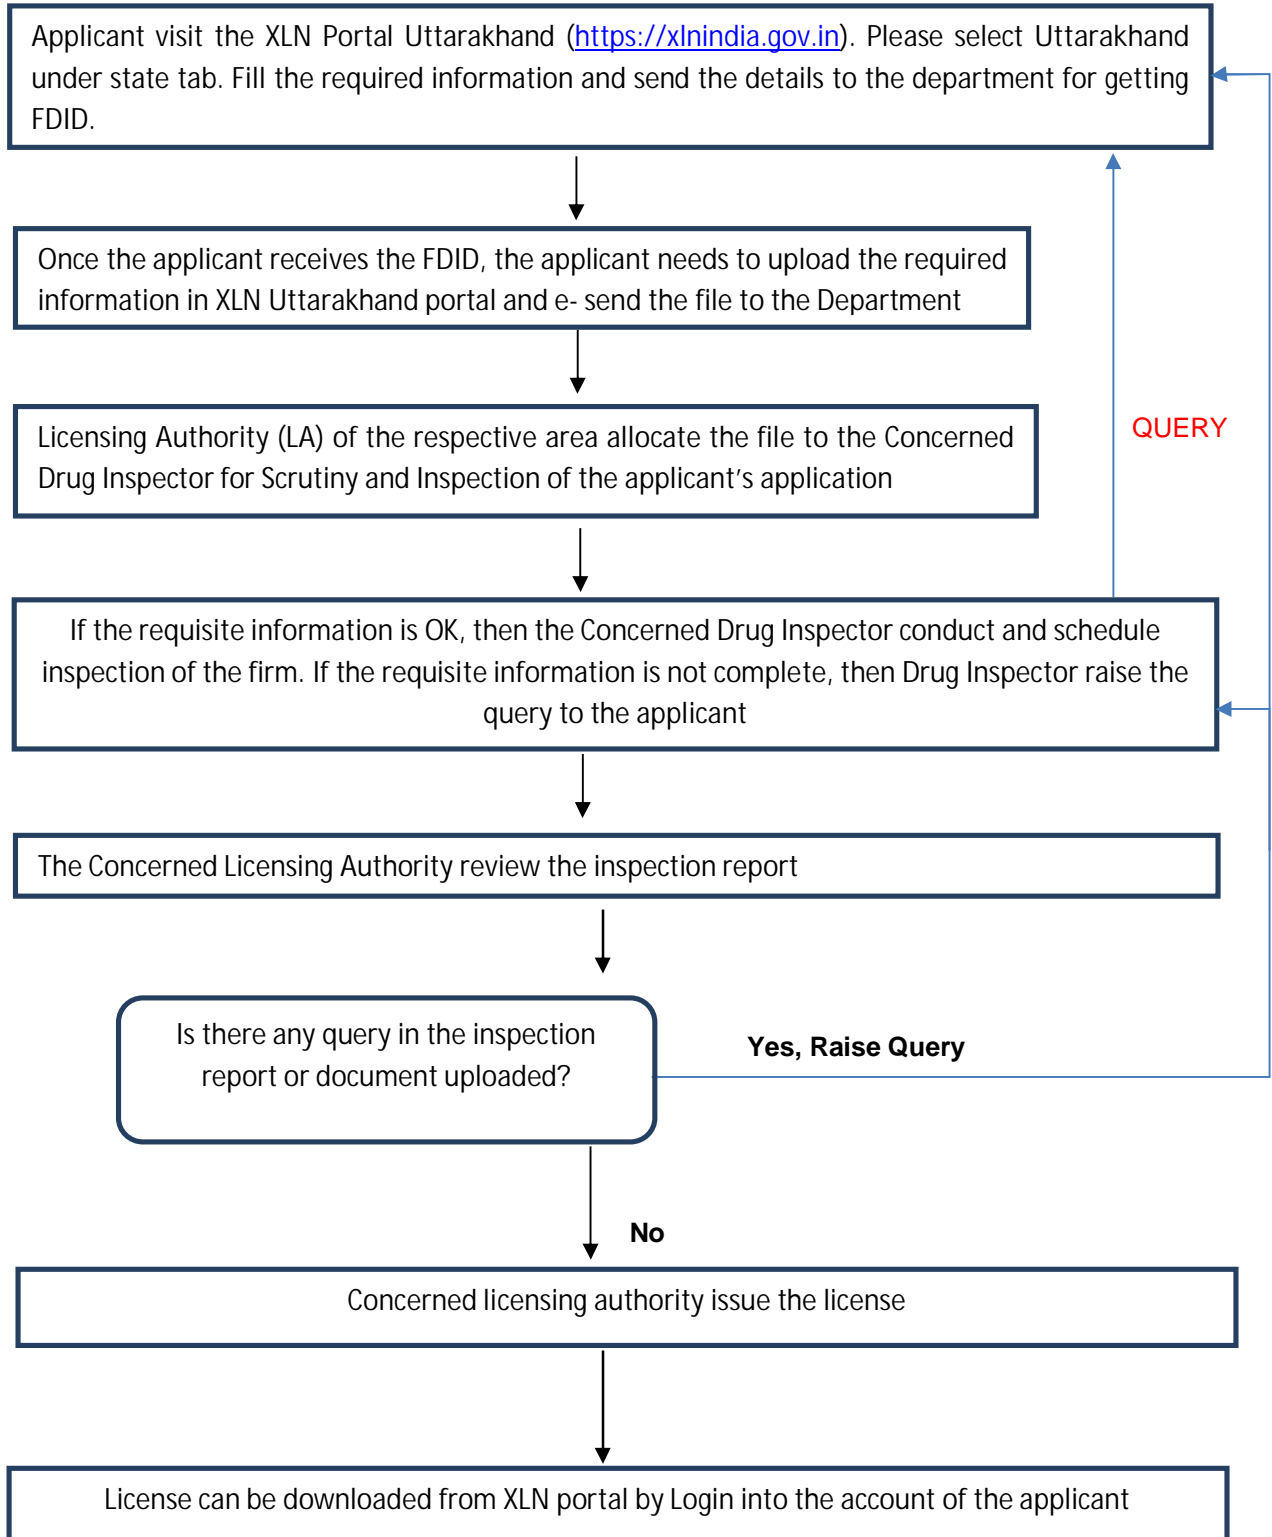 Applicant visit the XLN Portal Uttarakhand (https://xlnindia.gov.in). Please select Uttarakhand
under state tab. Fill the required information and send the details to the department for getting
FDID.
Once the applicant receives the FDID, the applicant needs to upload the required
information in XLN Uttarakhand portal and e- send the file to the Department
Licensing Authority (LA) of the respective area allocate the file to the Concerned
Drug Inspector for Scrutiny and Inspection of the applicant's application
QUERY
If the requisite information is OK, then the Concerned Drug Inspector conduct and schedule
inspection of the firm. If the requisite information is not complete, then Drug Inspector raise the
query to the applicant
The Concerned Licensing Authority review the inspection report
Is there any query in the inspection
report or document uploaded?
Yes, Raise Query
No
Concerned licensing authority issue the license
License can be downloaded from XLN portal by Login into the account of the applicant